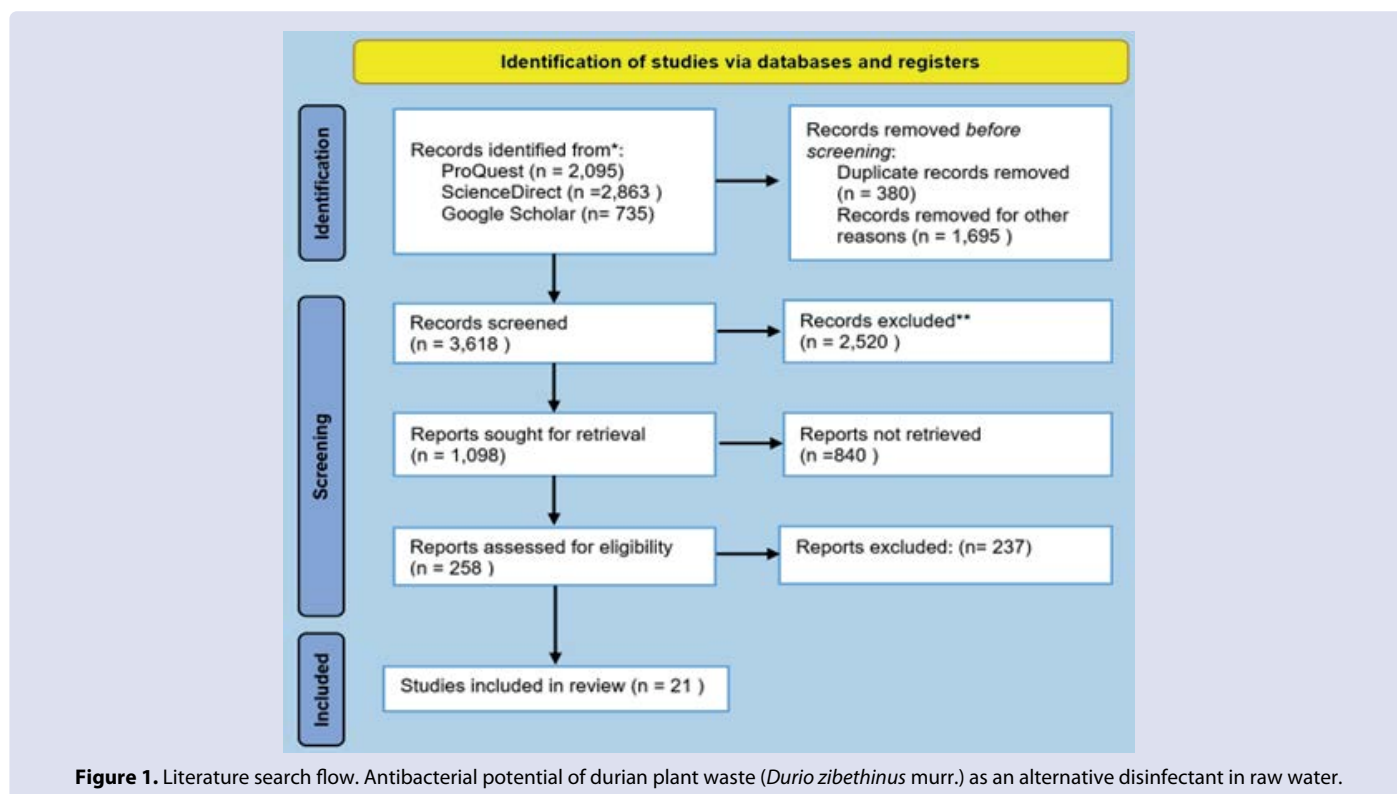 Identification of studies via databases and registers
Identification
Records identified from*:
ProQuest (n = 2,095)
ScienceDirect (n =2,863 )
Google Scholar (n= 735)
Records removed before
screening:
Duplicate records removed
(n = 380)
Records removed for other
reasons (n = 1,695 )
Screening
Records screened
(n = 3,618 )
Records excluded**
(n = 2,520 )
Reports sought for retrieval
(n = 1,098)
Reports not retrieved
(n =840 )
Reports assessed for eligibility
(n = 258 )
Reports excluded: (n= 237)
Included
Studies included in review (n = 21 )
Figure 1. Literature search flow. Antibacterial potential of durian plant waste (Durio zibethinus murr.) as an alternative disinfectant in raw water.